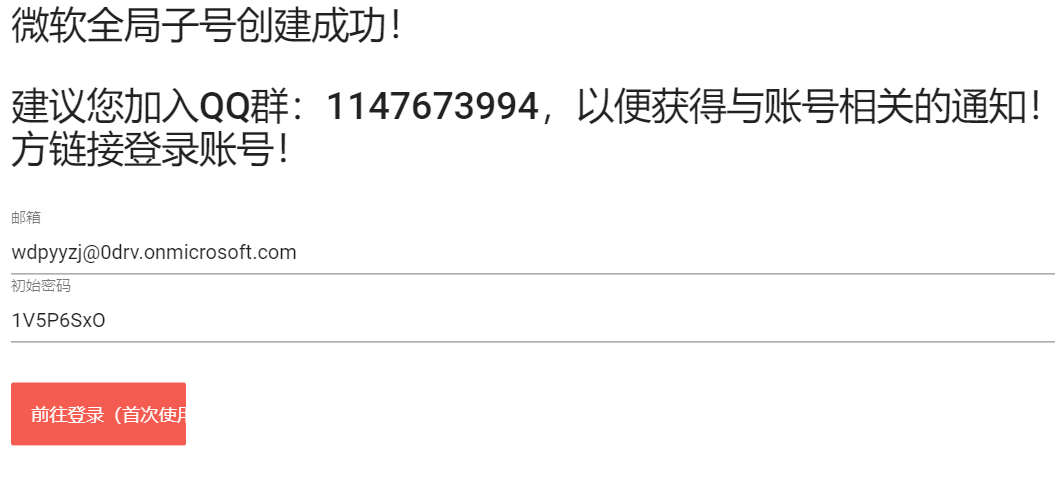 微软全局子号创建成功！
建议您加入QQ群：1147673994，以便获得与账号相关的通知！
方链接登录账号！
邮箱
wdpyyzj@0drv.onmicrosoft.com
初始密码
1V5P6SxO
前往登录（首次使用